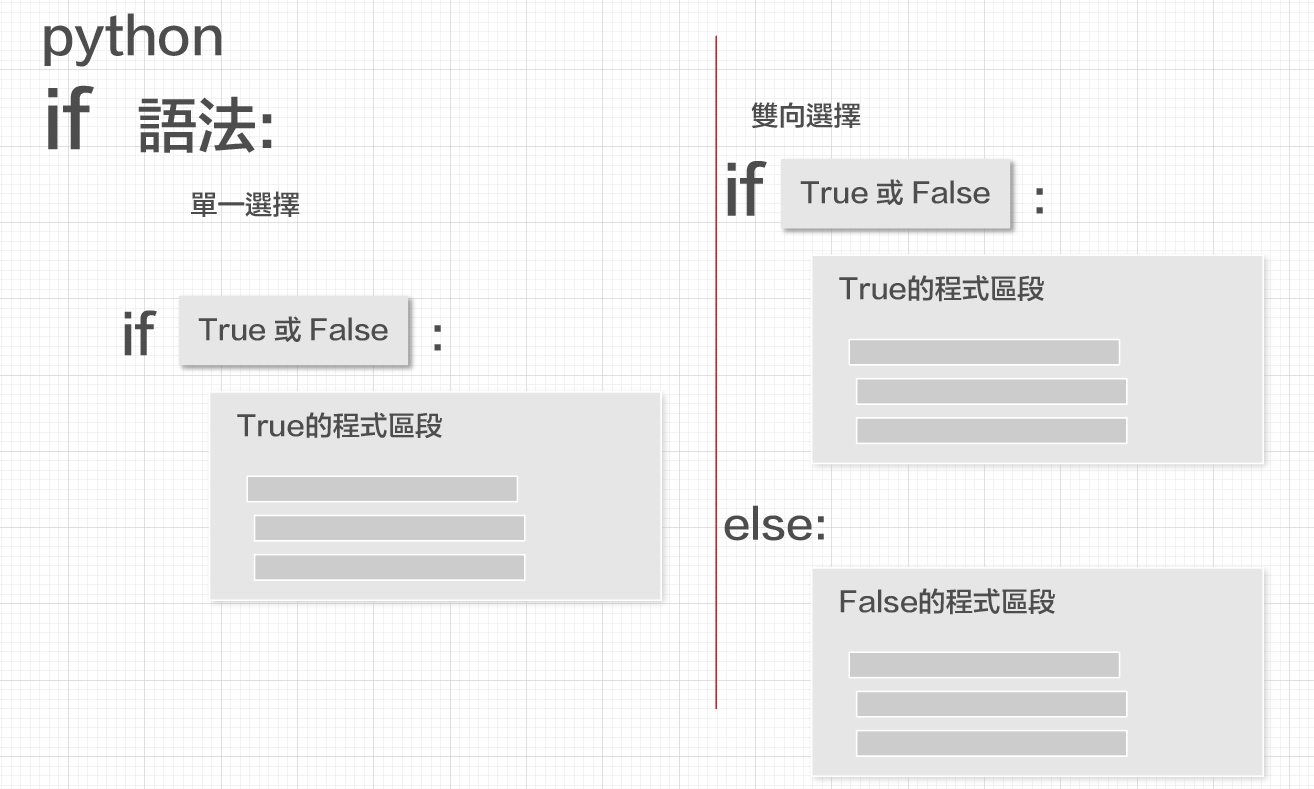 python
if 語法:
單一選擇
if True 或 False :
True的程式區段
雙向選擇
if True 或 False :
True的程式區段
else:
False的程式區段